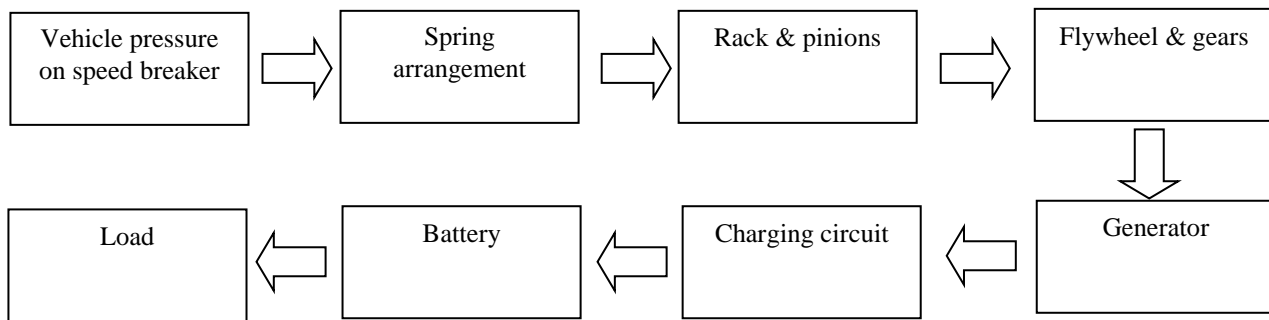 Vehicle pressure
on speed breaker
Spring
arrangement
Rack & pinions
Flywheel & gears
Generator
Charging circuit
Battery
Load